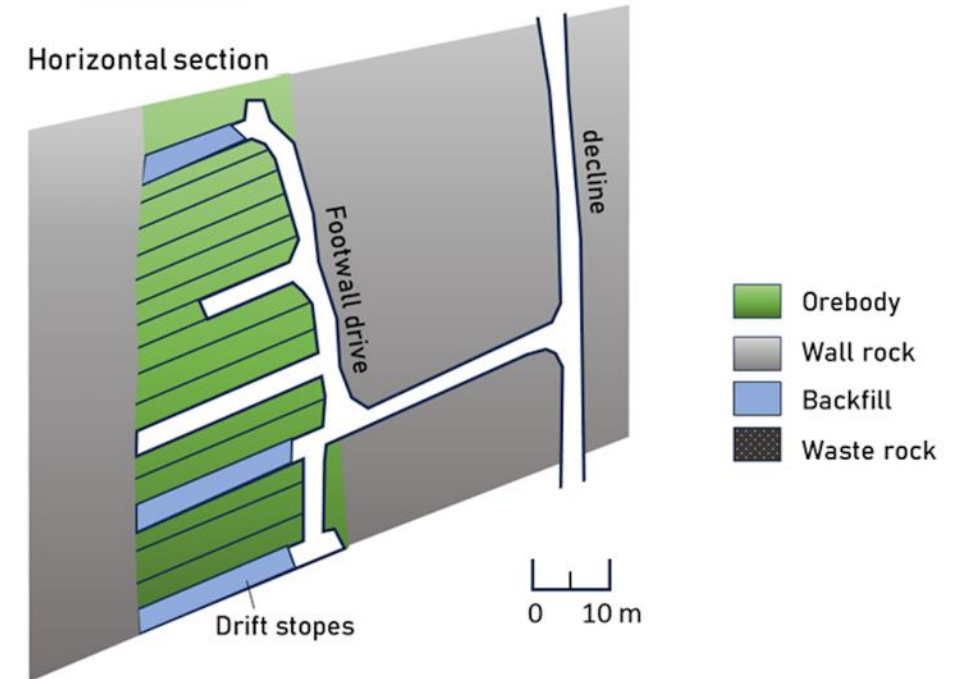 Horizontal section
decline
Footwall drive
Orebody
Wall rock
Backfill
Waste rock
0 10 m
Drift stopes